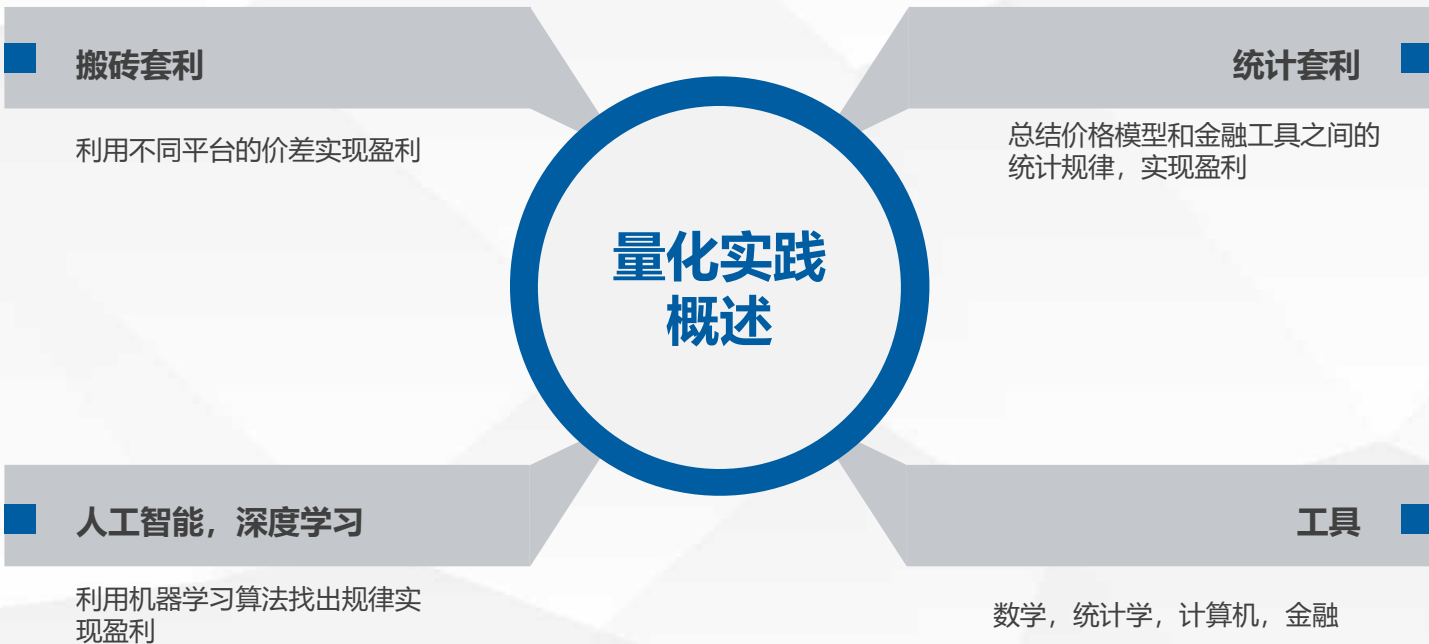 搬砖套利
利用不同平台的价差实现盈利
统计套利
总结价格模型和金融工具之间的
统计规律，实现盈利
量化实践
概述
人工智能，深度学习
利用机器学习算法找出规律实
现盈利
工具
数学，统计学，计算机，金融